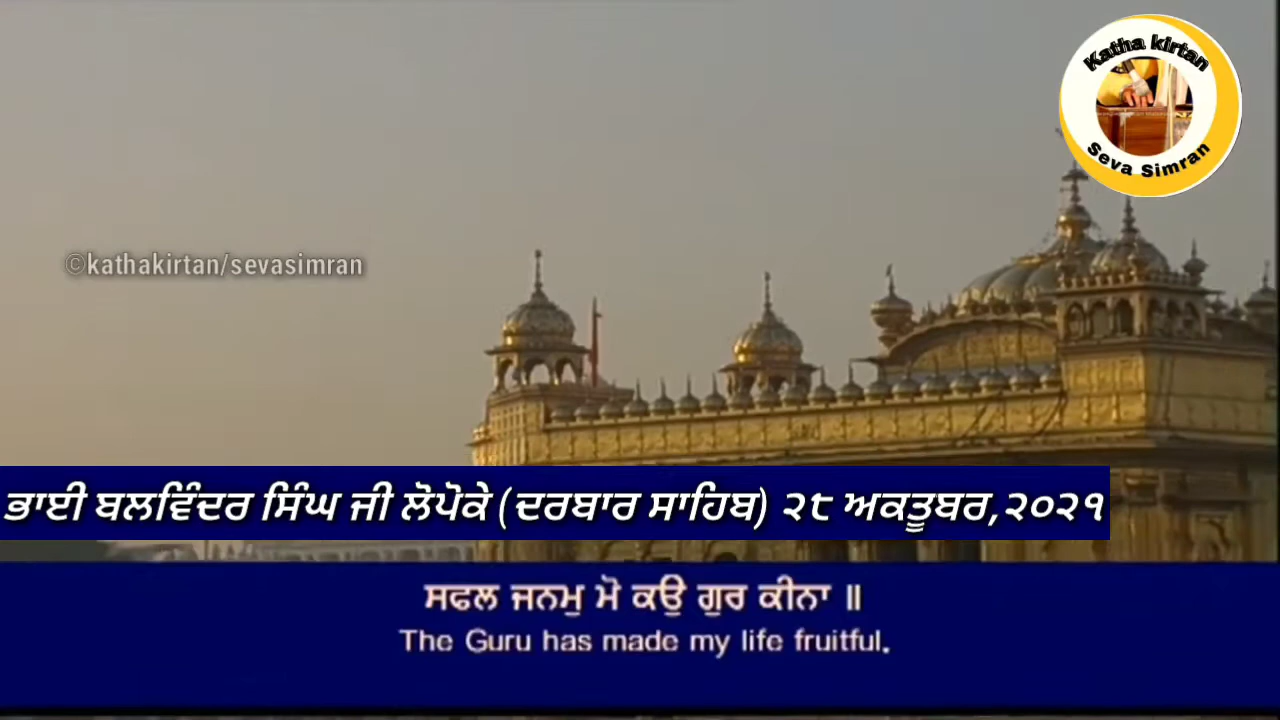 Katha kirtan
Seva Simran
©kathakirtan/sevasimran
ਭਾਈ ਬਲਵਿੰਦਰ ਸਿੰਘ ਜੀ ਲੋਪੋਕੇ (ਦਰਬਾਰ ਸਾਹਿਬ) ੨੮ ਅਕਤੂਬਰ,੨੦੨੧
ਸਫਲ ਜਨਮੁ ਮੋ ਕਉ ਗੁਰ ਕੀਨਾ ॥
The Guru has made my life fruitful.